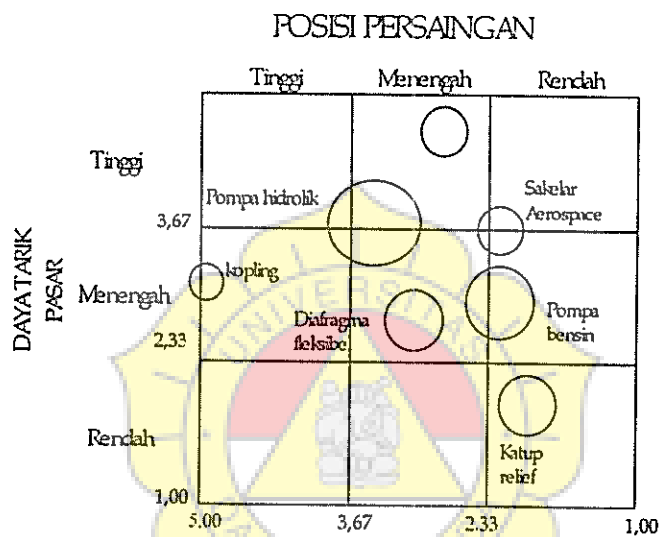 POSISI PERSAINGAN
Tinggi Menengah Rendah
Tinggi
Pompa hidrolik
Sakelar
Aerospace
3,67
DAYA TARIK
PASAR
kopling
Menengah
Diafragma
fleksibel
Pompa
bensin
2,33
UNIVERSITAS
Rendah
Katup
relief
1,00
5.00 3,67 2.33 1,00